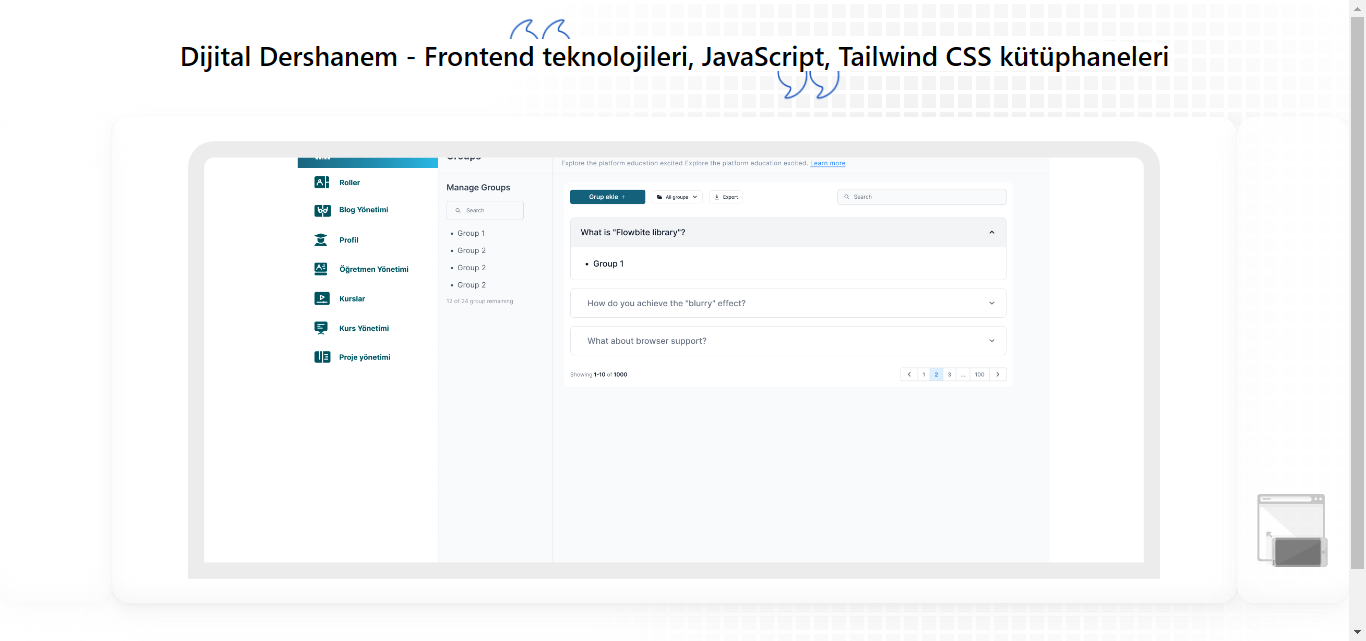 Dijital Dershanem - Frontend teknolojileri, JavaScript, Tailwind CSS kütüphaneleri
Groups
Explore the platform education excited Explore the platform education excited. Learn more
Roller
Blog Yönetimi
Profil
Öğretmen Yönetimi
Kurslar
Kurs Yönetimi
Proje yönetimi
Manage Groups
Search
• Group 1
• Group 2
• Group 2
• Group 2
12 of 24 group remaining
Grup ekle +
All groups
Export
Search
What is "Flowbite library"?
• Group 1
How do you achieve the "blurry" effect?
What about browser support?
Showing 1-10 of 1000
< 1 2 3 ... 100 >